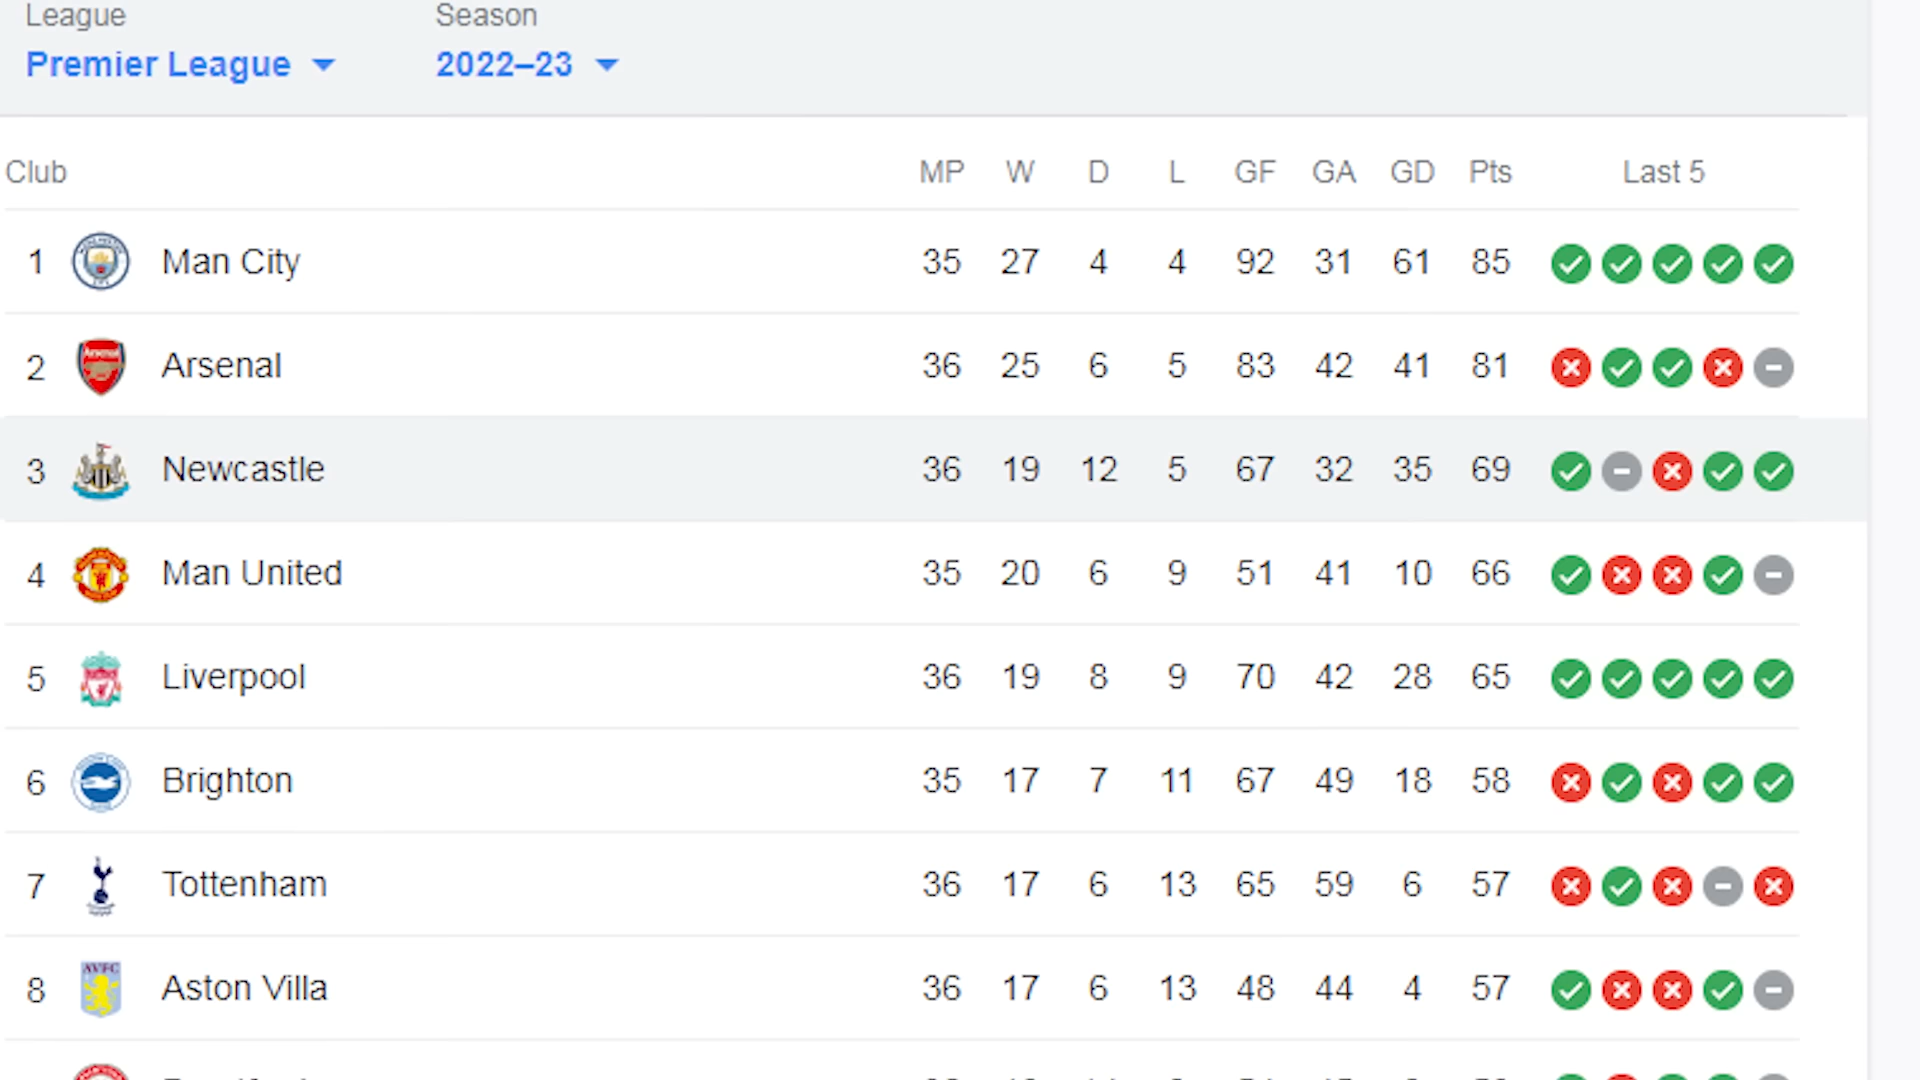 League Season
Premier League 2022–23
Club MP W D L GF GA GD Pts Last 5
1 Man City 35 27 4 4 92 31 61 85
2 Arsenal 36 25 6 5 83 42 41 81
3 Newcastle 36 19 12 5 67 32 35 69
4 Man United 35 20 6 9 51 41 10 66
5 Liverpool 36 19 8 9 70 42 28 65
6 Brighton 35 17 7 11 67 49 18 58
7 Tottenham 36 17 6 13 65 59 6 57
AVFC
8 Aston Villa 36 17 6 13 48 44 4 57